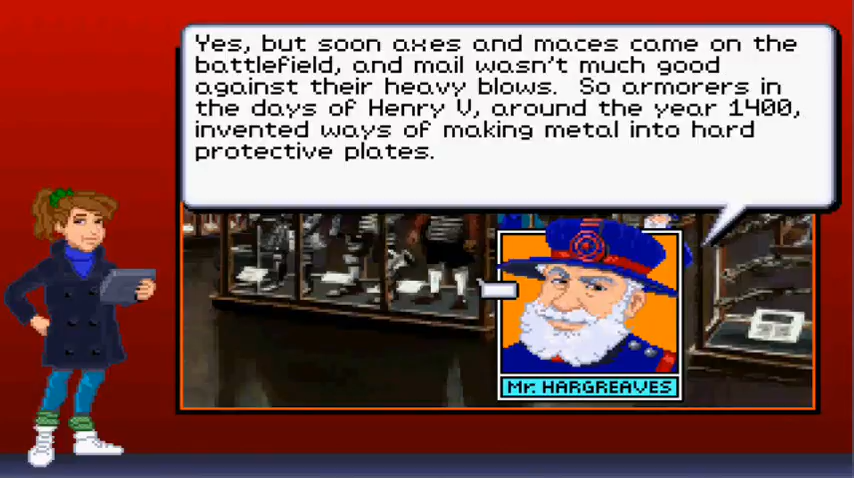 Yes, but soon axes and maces came on the
battlefield, and mail wasn't much good
against their heavy blows.  So armorers in
the days of Henry V, around the year 1400,
invented ways of making metal into hard
protective plates.
Mr. HARGREAVES